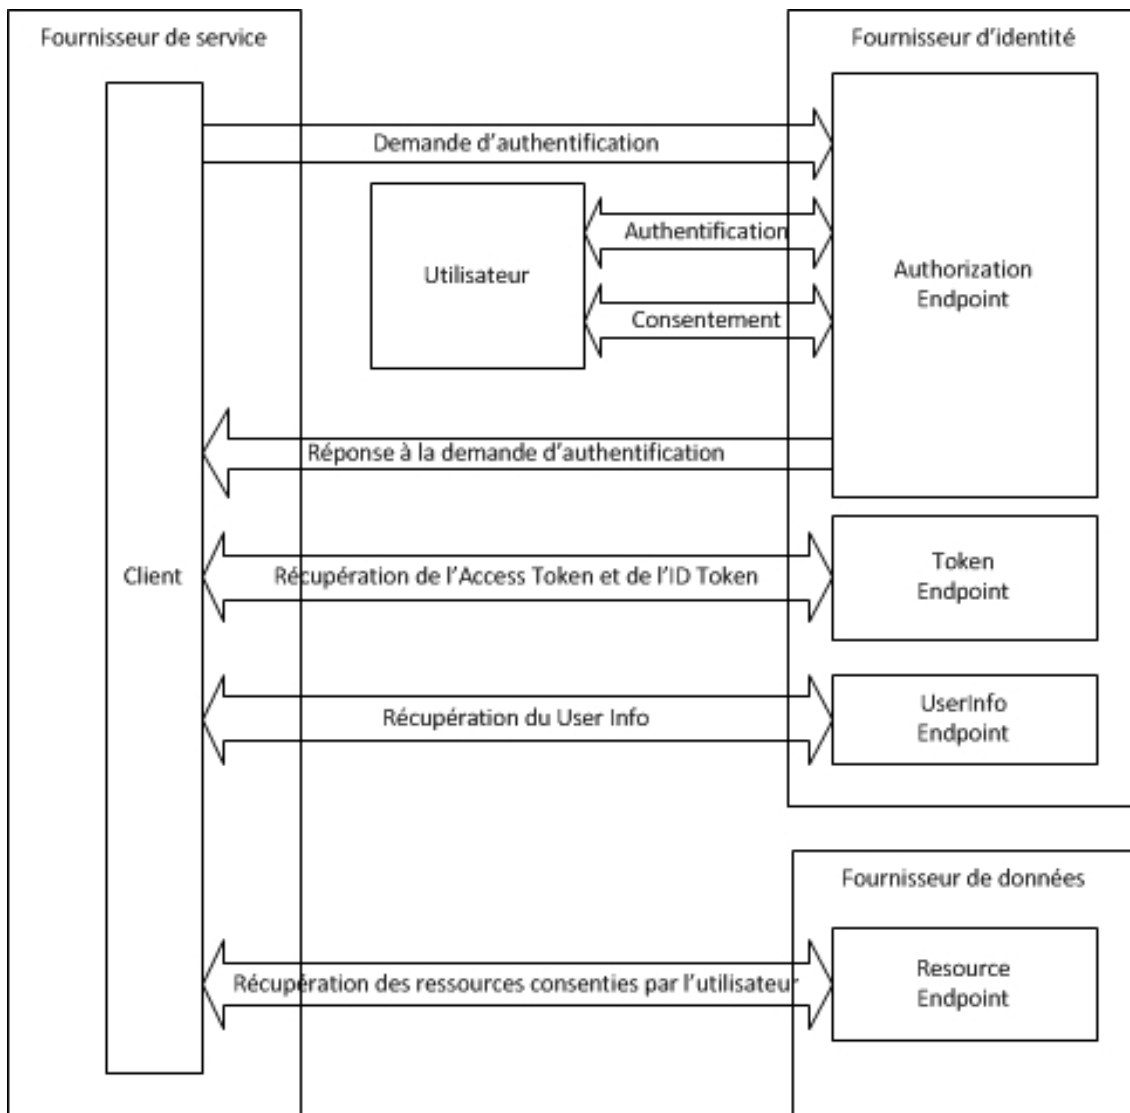 Fournisseur de service
Fournisseur d'identité
Demande d'authentification
Authentification
Utilisateur
Authorization
Endpoint
Consentement
Réponse à la demande d'authentification
Client
Récupération de l'Access Token et de l'ID Token
Token
Endpoint
Récupération du User Info
UserInfo
Endpoint
Fournisseur de données
Récupération des ressources consenties par l'utilisateur
Resource
Endpoint